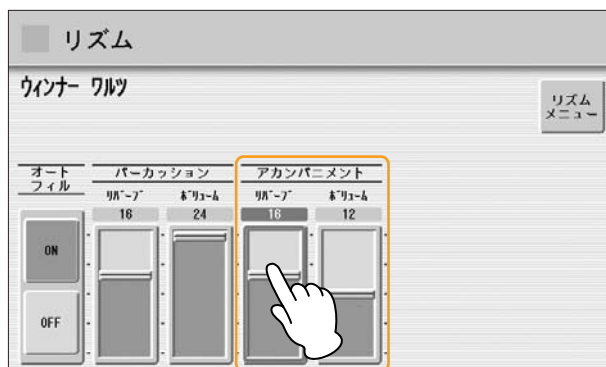 リズム
ウィンナー ワルツ
リズム
メニュー
オート
フィル
パーカッション
アカンパニメント
リバーブ
ボリューム
リバーブ
ボリューム
16
24
16
12
ON
OFF